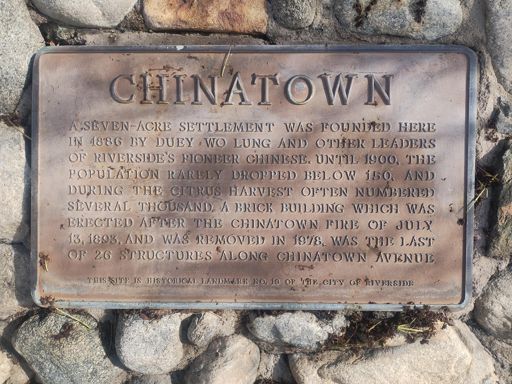 CHINATOWN
A SEVEN-ACRE SETTLEMENT WAS FOUNDED HERE
IN 1886 BY DUEY WO LUNG AND OTHER LEADERS
OF RIVERSIDE'S PIONEER CHINESE. UNTIL 1900, THE
POPULATION RARELY DROPPED BELOW 150, AND
DURING THE CITRUS HARVEST OFTEN NUMBERED
SEVERAL THOUSAND. A BRICK BUILDING WHICH WAS
ERECTED AFTER THE CHINATOWN FIRE OF JULY
13, 1893, AND WAS REMOVED IN 1978, WAS THE LAST
OF 26 STRUCTURES ALONG CHINATOWN AVENUE
THIS SITE IS HISTORICAL LANDMARK NO. 19 OF THE CITY OF RIVERSIDE